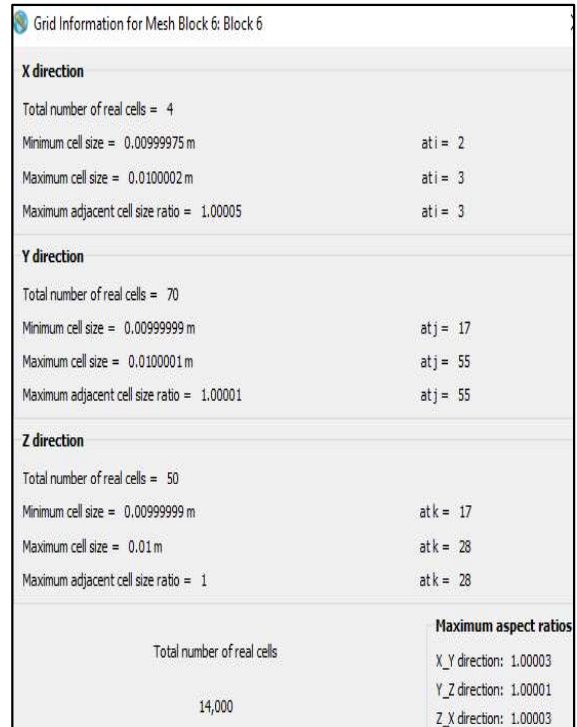 Grid Information for Mesh Block 6: Block 6
X direction
Total number of real cells = 4
Minimum cell size = 0.00999975 m at i = 2
Maximum cell size = 0.0100002 m at i = 3
Maximum adjacent cell size ratio = 1.00005 at i = 3
Y direction
Total number of real cells = 70
Minimum cell size = 0.00999999 m at j = 17
Maximum cell size = 0.0100001 m at j = 55
Maximum adjacent cell size ratio = 1.00001 at j = 55
Z direction
Total number of real cells = 50
Minimum cell size = 0.00999999 m at k = 17
Maximum cell size = 0.01 m at k = 28
Maximum adjacent cell size ratio = 1 at k = 28
Total number of real cells
14,000
Maximum aspect ratios
X_Y direction: 1.00003
Y_Z direction: 1.00001
Z_X direction: 1.00003